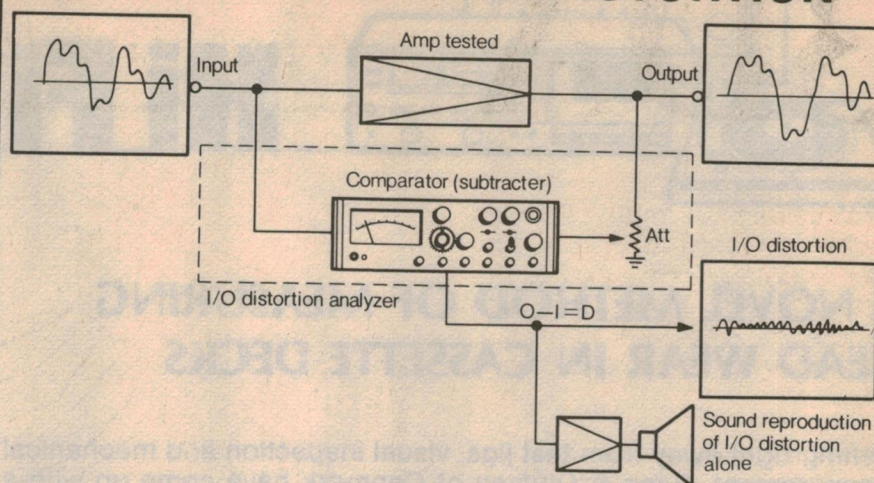 Amp tested
Input
Output
Comparator (subtracter)
Att
I/O distortion
I/O distortion analyzer
O–I=D
Sound reproduction
of I/O distortion
alone